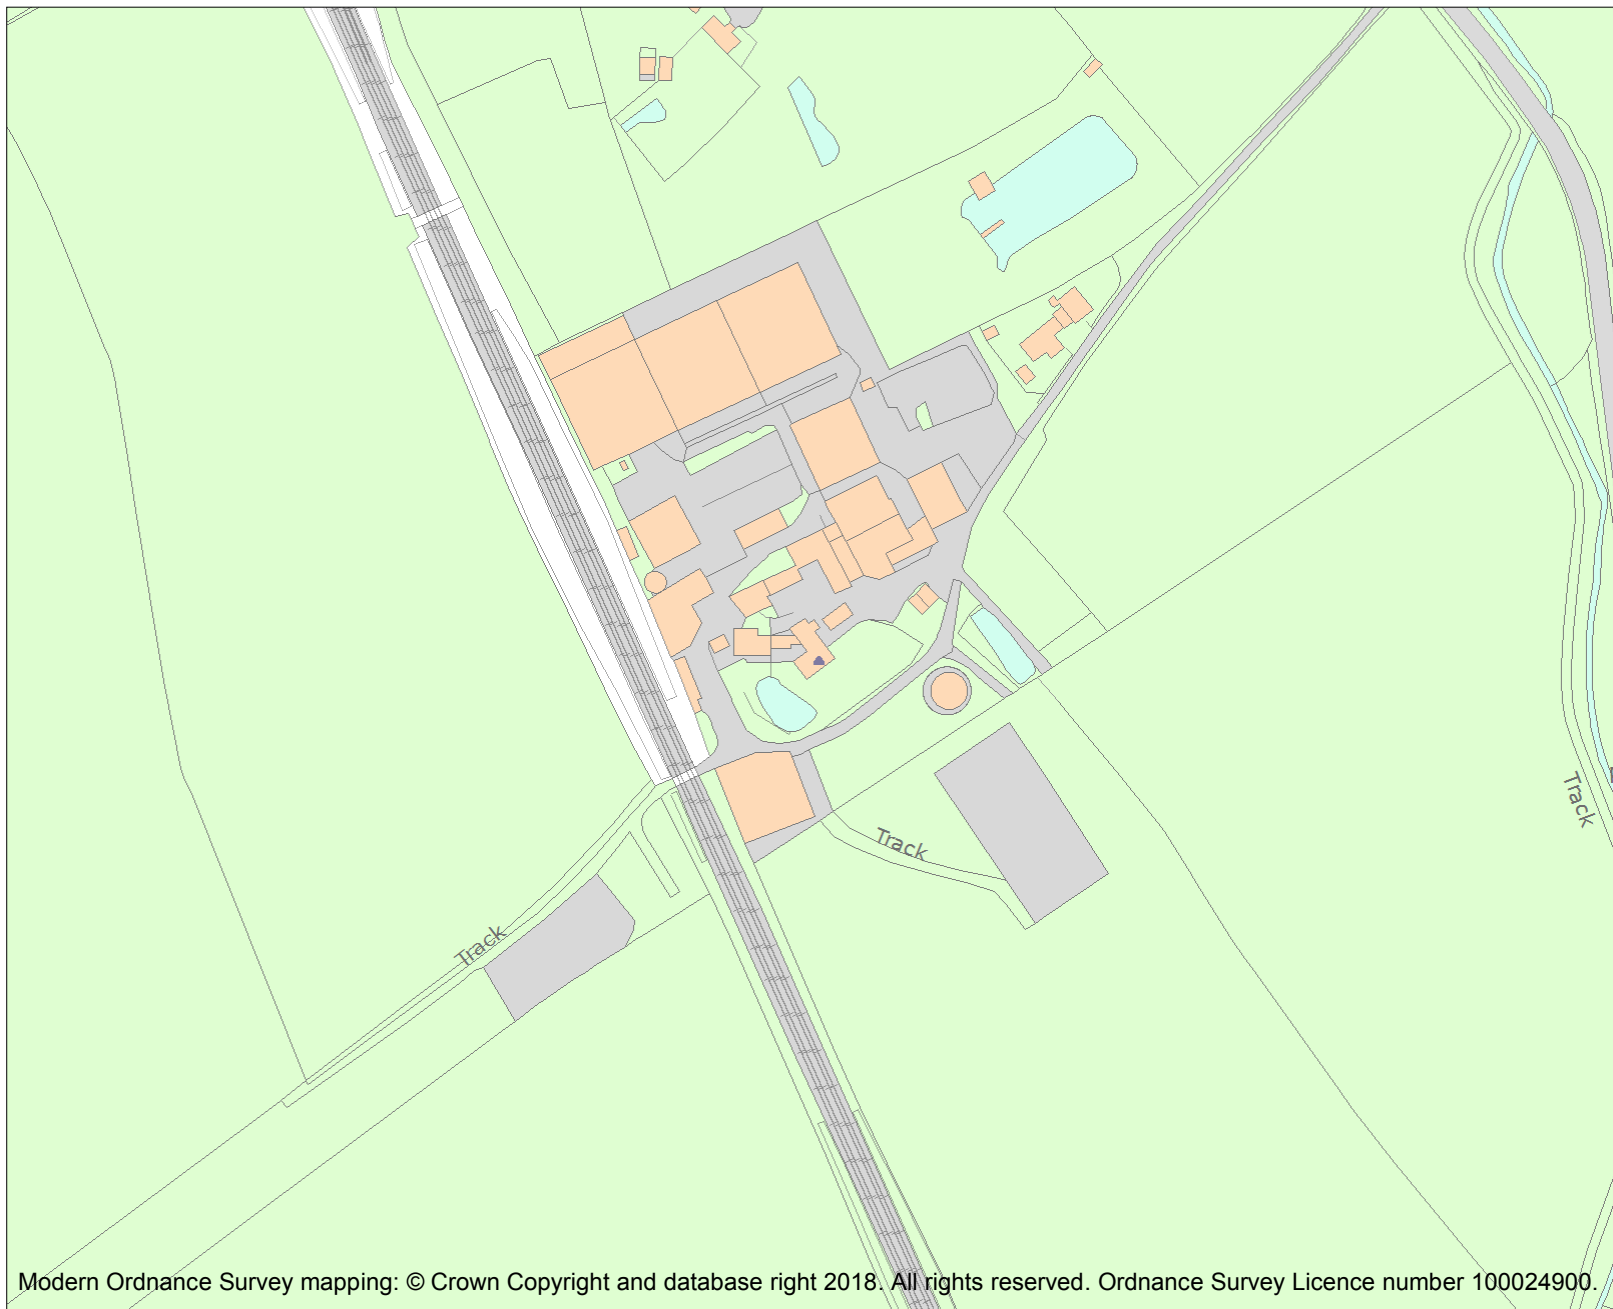 Track
Track
Track
Modern Ordnance Survey mapping: © Crown Copyright and database right 2018. All rights reserved. Ordnance Survey Licence number 100024900.